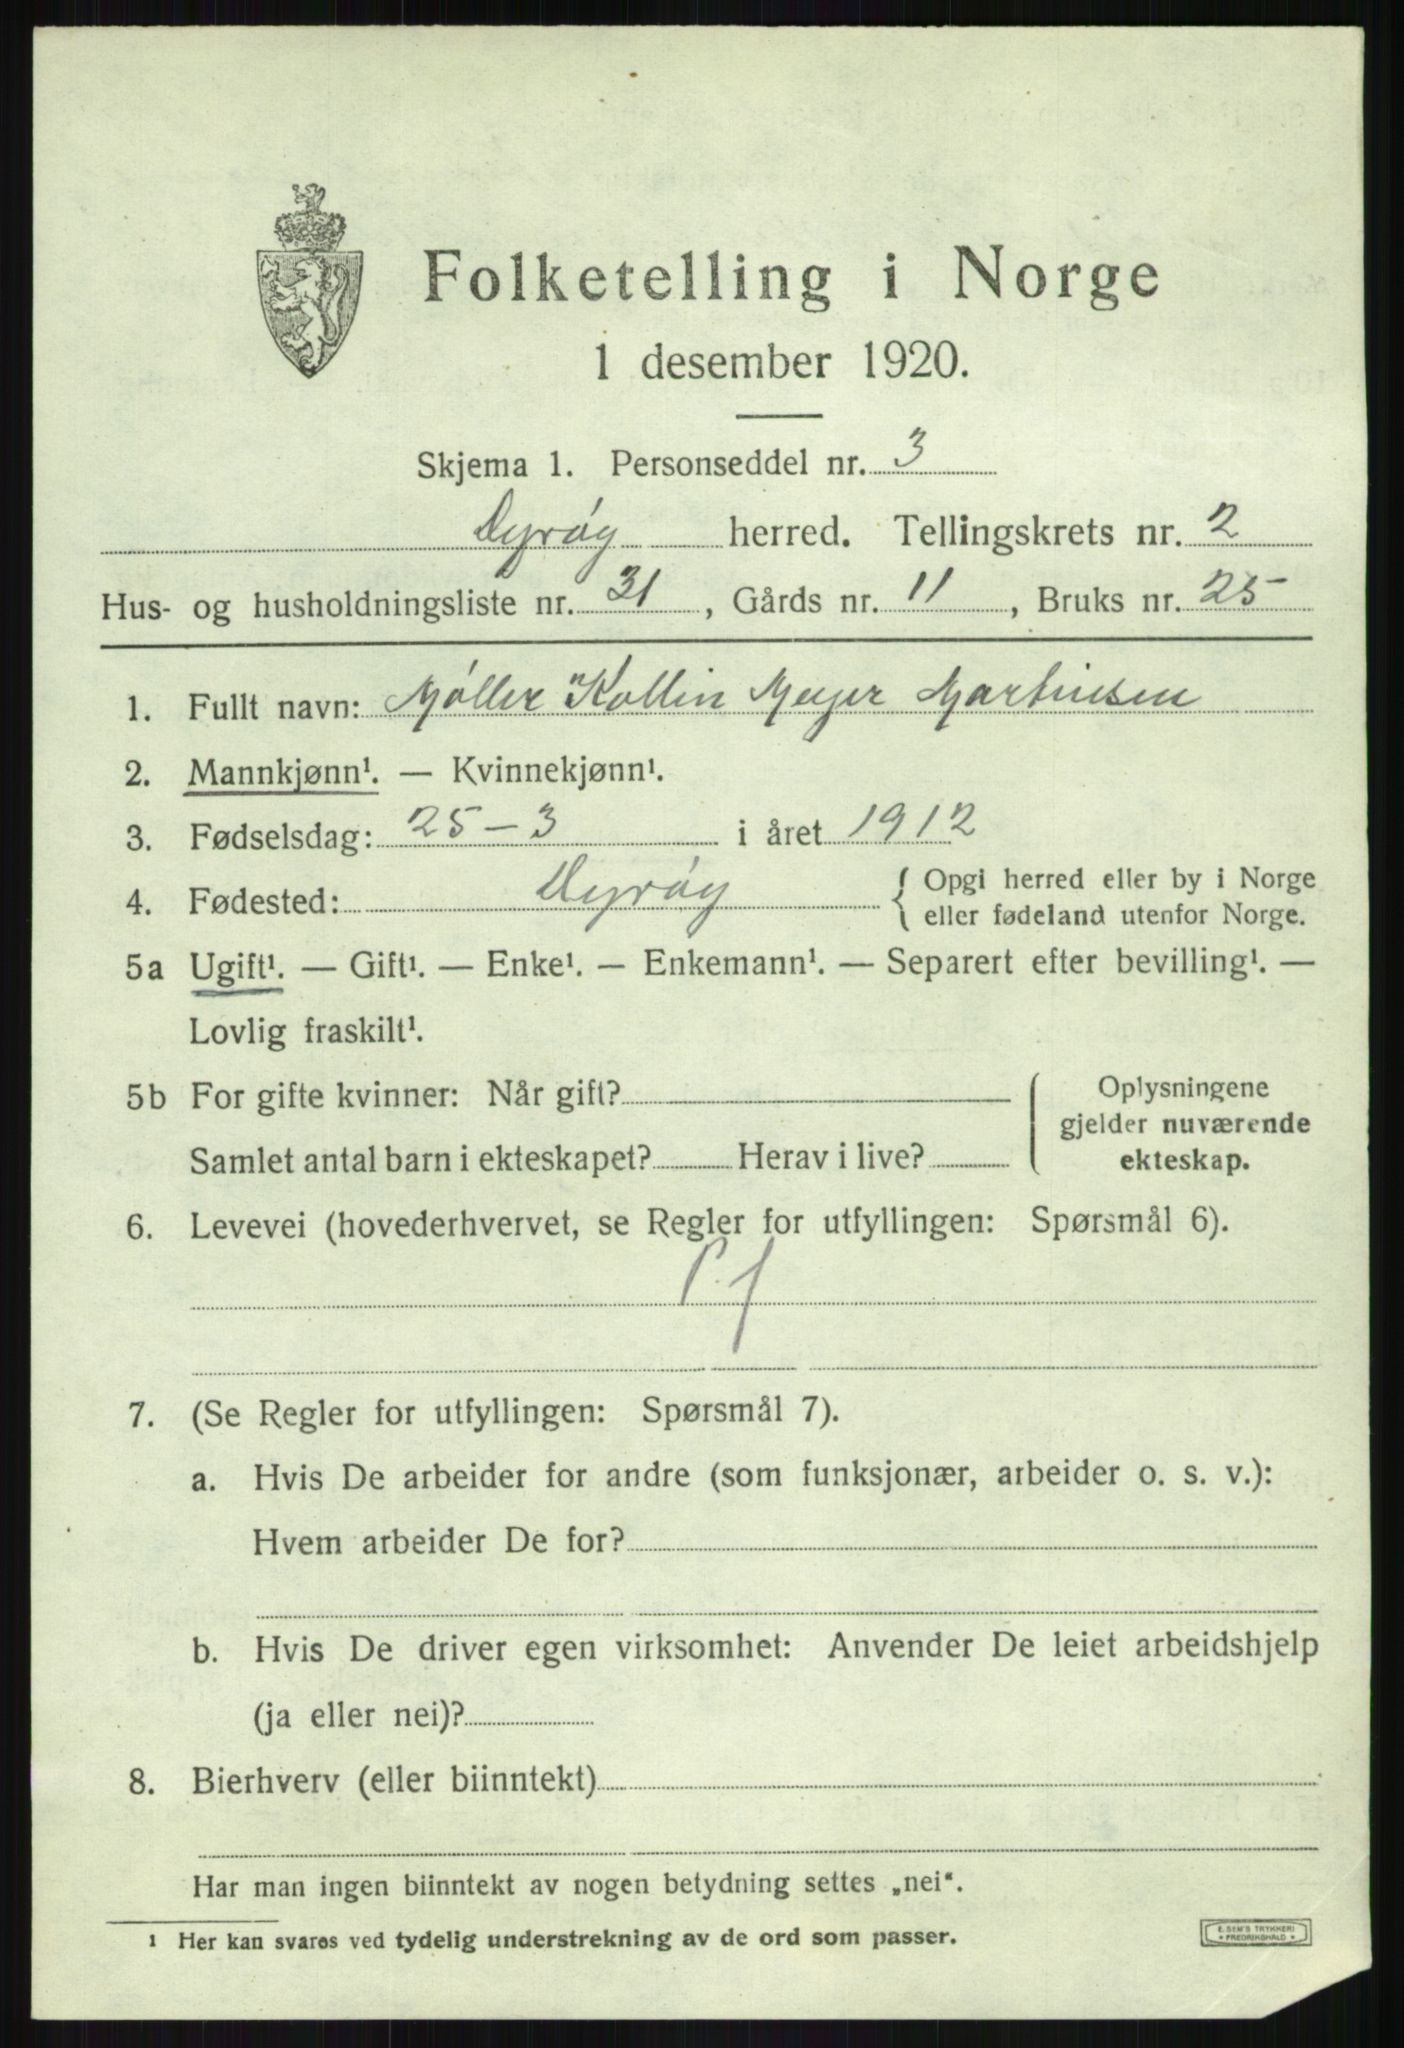 Folketelling i Norge
1 desember 1920.
Skjema 1. Personseddel nr. 3
Dyrøy herred. Tellingskrets nr. 2
Hus- og husholdningsliste nr. 31, Gårds nr. 11, Bruks nr. 25
1. Fullt navn: Møller Kollin Meyer Martinsen
2. Mannkjønn¹. — Kvinnekjønn¹.
3. Fødselsdag: 25-3 i året 1912
4. Fødested: Dyrøy { Opgi herred eller by i Norge
eller fødeland utenfor Norge.
5a Ugift¹. — Gift¹. — Enke¹. — Enkemann¹. — Separert efter bevilling¹. —
Lovlig fraskilt¹.
5b For gifte kvinner: Når gift?
Samlet antal barn i ekteskapet? Herav i live?
Oplysningene
gjelder nuværende
ekteskap.
6. Levevei (hovederhvervet, se Regler for utfyllingen: Spørsmål 6).
7. (Se Regler for utfyllingen: Spørsmål 7).
a. Hvis De arbeider for andre (som funksjonær, arbeider o. s. v.):
Hvem arbeider De for?
b. Hvis De driver egen virksomhet: Anvender De leiet arbeidshjelp
(ja eller nei)?
8. Bierhverv (eller biinntekt)
Har man ingen biinntekt av nogen betydning settes „nei“.
1 Her kan svares ved tydelig understrekning av de ord som passer.
E. SEM'S TRYKKERI
* FREDRIKSHALD *